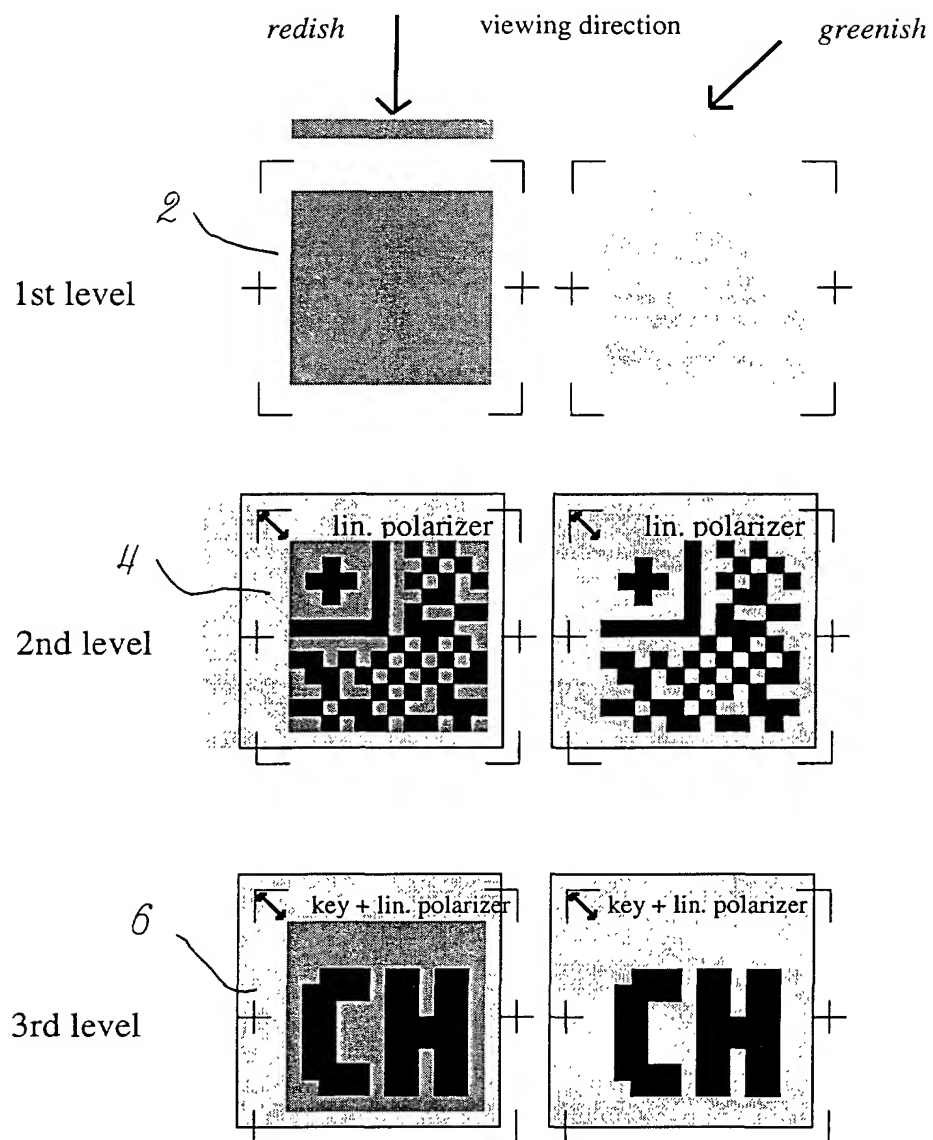 redish viewing direction greenish
2
1st level
lin. polarizer lin. polarizer
4
2nd level
key + lin. polarizer key + lin. polarizer
6
3rd level
CH CH